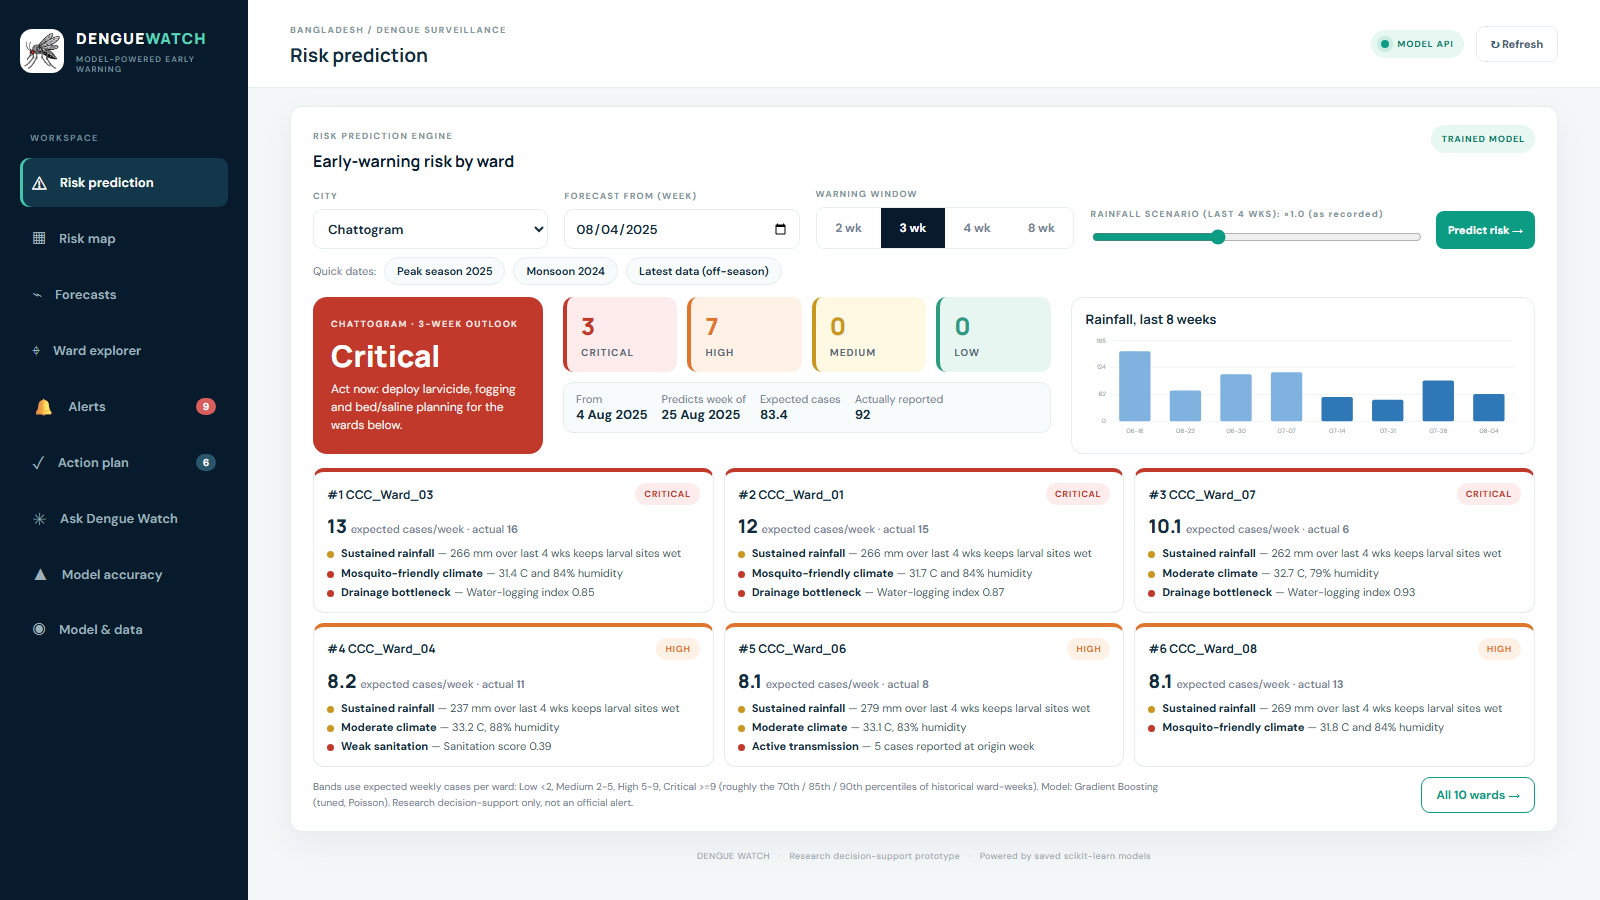 DENGUEWATCH
MODEL-POWERED EARLY
WARNING
WORKSPACE
Risk prediction
Risk map
Forecasts
Ward explorer
Alerts 9
Action plan 6
Ask Dengue Watch
Model accuracy
Model & data
BANGLADESH / DENGUE SURVEILLANCE
Risk prediction
MODEL API
↻ Refresh
RISK PREDICTION ENGINE
Early-warning risk by ward
TRAINED MODEL
CITY
Chattogram
FORECAST FROM (WEEK)
08/04/2025
WARNING WINDOW
2 wk 3 wk 4 wk 8 wk
RAINFALL SCENARIO (LAST 4 WKS): ×1.0 (as recorded)
Predict risk →
Quick dates: Peak season 2025 Monsoon 2024 Latest data (off-season)
CHATTOGRAM · 3-WEEK OUTLOOK
Critical
Act now: deploy larvicide, fogging
and bed/saline planning for the
wards below.
3
CRITICAL
7
HIGH
0
MEDIUM
0
LOW
From
4 Aug 2025
Predicts week of
25 Aug 2025
Expected cases
83.4
Actually reported
92
Rainfall, last 8 weeks
185
124
62
0
06-16 06-23 06-30 07-07 07-14 07-21 07-28 08-04
#1 CCC_Ward_03 CRITICAL
13 expected cases/week · actual 16
Sustained rainfall — 266 mm over last 4 wks keeps larval sites wet
Mosquito-friendly climate — 31.4 C and 84% humidity
Drainage bottleneck — Water-logging index 0.85
#2 CCC_Ward_01 CRITICAL
12 expected cases/week · actual 15
Sustained rainfall — 266 mm over last 4 wks keeps larval sites wet
Mosquito-friendly climate — 31.7 C and 84% humidity
Drainage bottleneck — Water-logging index 0.87
#3 CCC_Ward_07 CRITICAL
10.1 expected cases/week · actual 6
Sustained rainfall — 262 mm over last 4 wks keeps larval sites wet
Moderate climate — 32.7 C, 79% humidity
Drainage bottleneck — Water-logging index 0.93
#4 CCC_Ward_04 HIGH
8.2 expected cases/week · actual 11
Sustained rainfall — 237 mm over last 4 wks keeps larval sites wet
Moderate climate — 33.2 C, 88% humidity
Weak sanitation — Sanitation score 0.39
#5 CCC_Ward_06 HIGH
8.1 expected cases/week · actual 8
Sustained rainfall — 279 mm over last 4 wks keeps larval sites wet
Moderate climate — 33.1 C, 83% humidity
Active transmission — 5 cases reported at origin week
#6 CCC_Ward_08 HIGH
8.1 expected cases/week · actual 13
Sustained rainfall — 269 mm over last 4 wks keeps larval sites wet
Mosquito-friendly climate — 31.8 C and 84% humidity
Bands use expected weekly cases per ward: Low <2, Medium 2-5, High 5-9, Critical >=9 (roughly the 70th / 85th / 90th percentiles of historical ward-weeks). Model: Gradient Boosting
(tuned, Poisson). Research decision-support only, not an official alert.
All 10 wards →
DENGUE WATCH · Research decision-support prototype · Powered by saved scikit-learn models